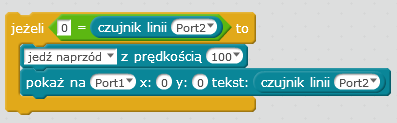 jeżeli 0 = czujnik linii Port2 to
jedź naprzód z prędkością 100
pokaż na Port1 x: 0 y: 0 tekst: czujnik linii Port2